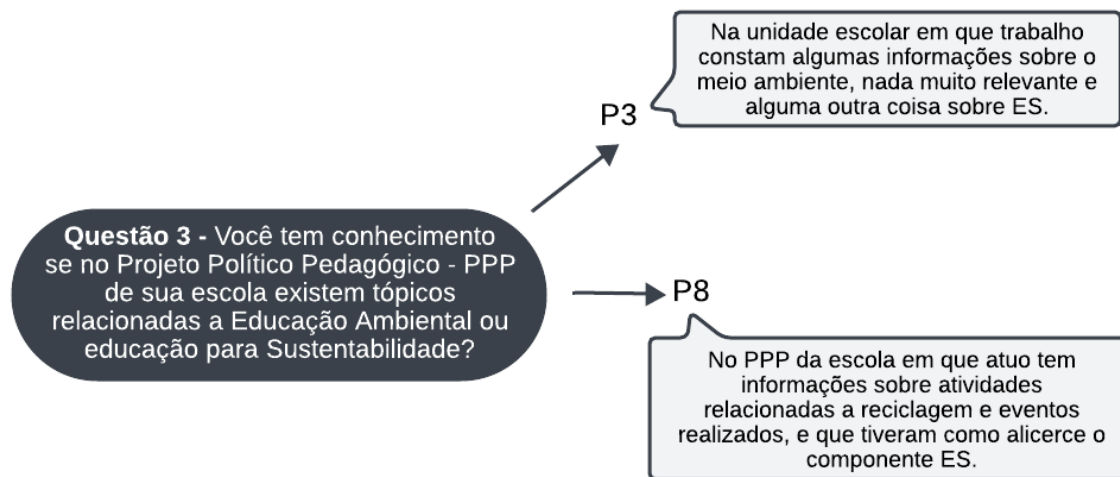 Na unidade escolar em que trabalho
constam algumas informações sobre o
meio ambiente, nada muito relevante e
alguma outra coisa sobre ES.
P3
Questão 3 - Você tem conhecimento
se no Projeto Político Pedagógico - PPP
de sua escola existem tópicos
relacionadas a Educação Ambiental ou
educação para Sustentabilidade?
P8
No PPP da escola em que atuo tem
informações sobre atividades
relacionadas a reciclagem e eventos
realizados, e que tiveram como alicerce o
componente ES.